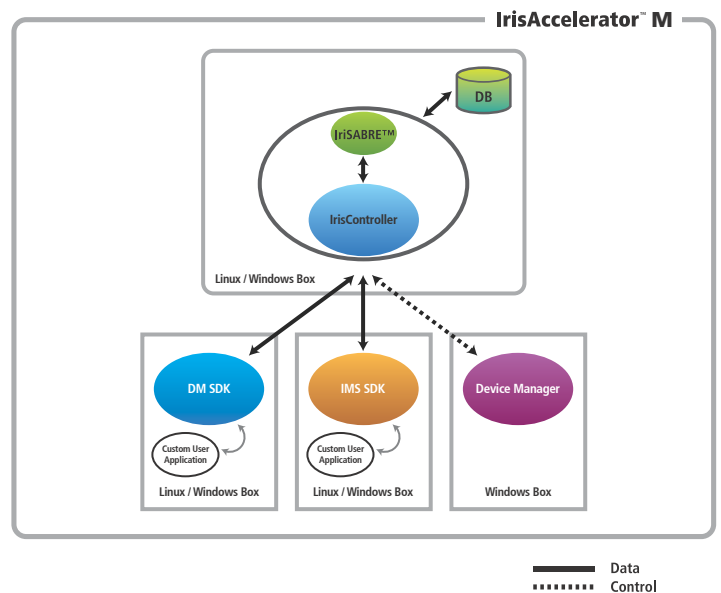 IrisAccelerator™ M
DB
IriSABRE™
IrisController
Linux / Windows Box
DM SDK
Custom User
Application
Linux / Windows Box
IMS SDK
Custom User
Application
Linux / Windows Box
Device Manager
Windows Box
Data
Control